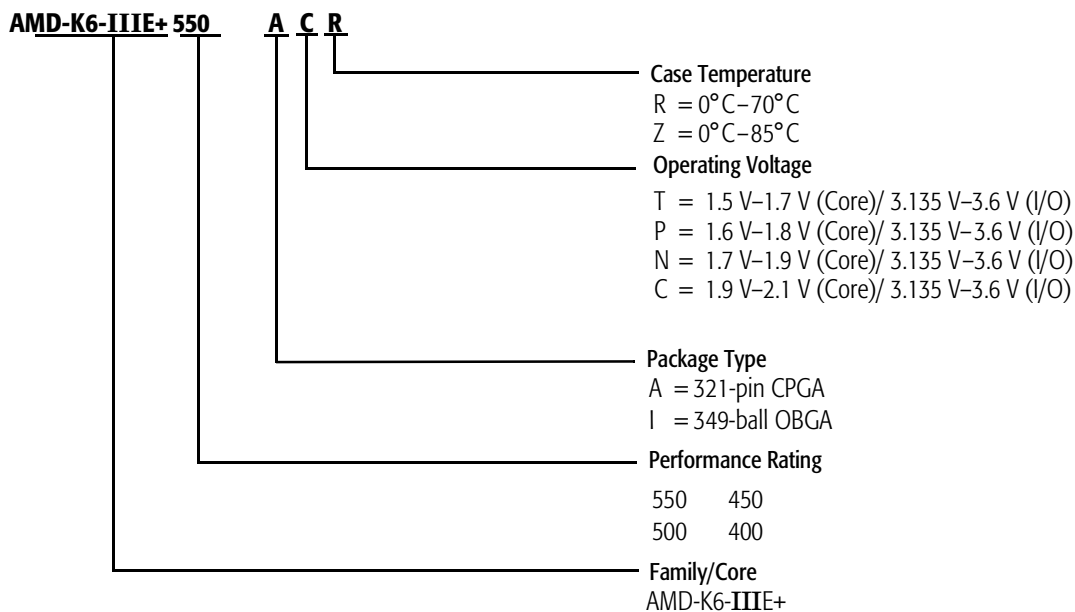 AMD-K6-IIIE+ 550 A C R
Case Temperature
R = 0°C–70°C
Z = 0°C–85°C
Operating Voltage
T = 1.5 V–1.7 V (Core)/ 3.135 V–3.6 V (I/O)
P = 1.6 V–1.8 V (Core)/ 3.135 V–3.6 V (I/O)
N = 1.7 V–1.9 V (Core)/ 3.135 V–3.6 V (I/O)
C = 1.9 V–2.1 V (Core)/ 3.135 V–3.6 V (I/O)
Package Type
A = 321-pin CPGA
I = 349-ball OBGA
Performance Rating
550 450
500 400
Family/Core
AMD-K6-IIIE+